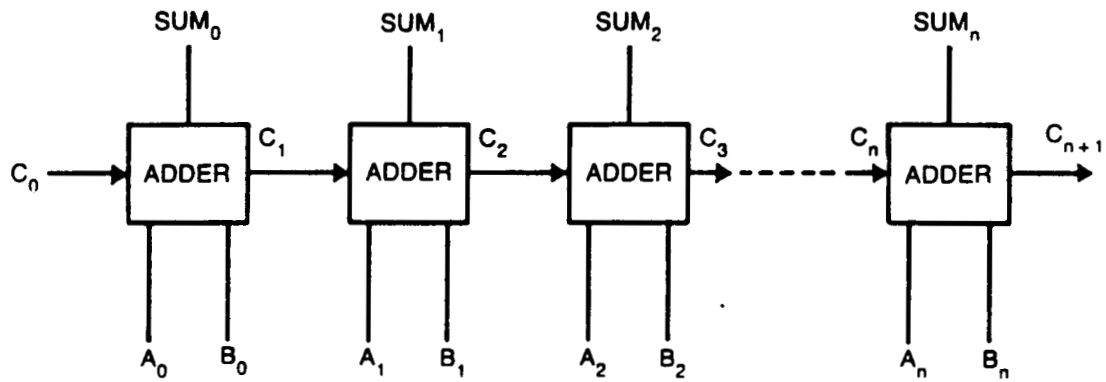 SUM₀ SUM₁ SUM₂ SUMₙ
C₁ C₂ C₃ Cₙ Cₙ₊₁
C₀ ADDER ADDER ADDER ADDER
A₀ B₀ A₁ B₁ A₂ B₂ Aₙ Bₙ